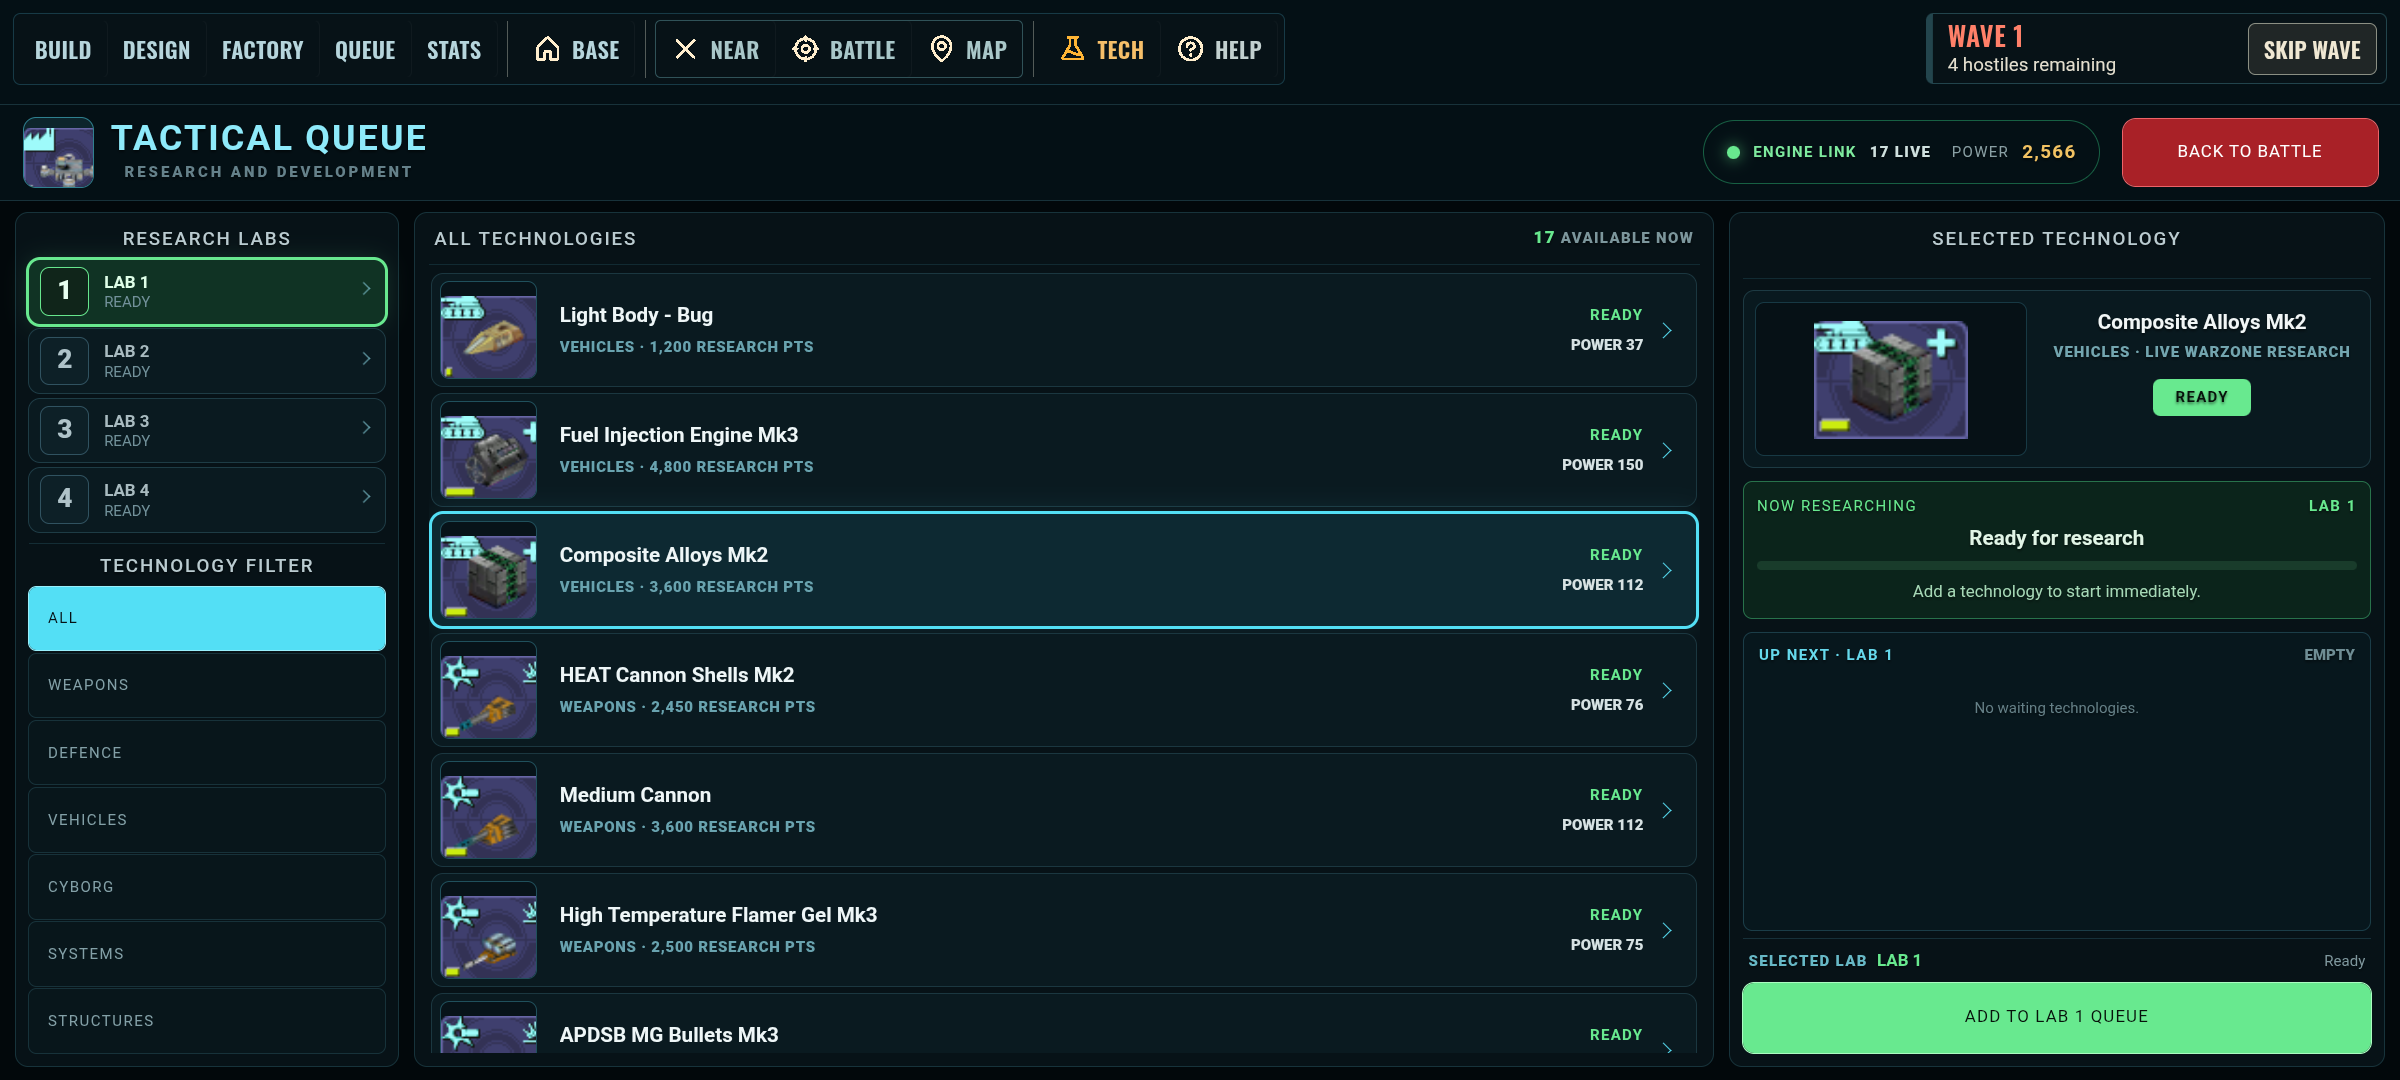 BUILD
DESIGN
FACTORY
QUEUE
STATS
BASE
NEAR
BATTLE
MAP
TECH
HELP
WAVE 1
4 hostiles remaining
SKIP WAVE
TACTICAL QUEUE
RESEARCH AND DEVELOPMENT
ENGINE LINK 17 LIVE POWER 2,566
BACK TO BATTLE
RESEARCH LABS
1
LAB 1
READY
2
LAB 2
READY
3
LAB 3
READY
4
LAB 4
READY
TECHNOLOGY FILTER
ALL
WEAPONS
DEFENCE
VEHICLES
CYBORG
SYSTEMS
STRUCTURES
ALL TECHNOLOGIES
17 AVAILABLE NOW
Light Body - Bug
VEHICLES · 1,200 RESEARCH PTS
READY
POWER 37
Fuel Injection Engine Mk3
VEHICLES · 4,800 RESEARCH PTS
READY
POWER 150
Composite Alloys Mk2
VEHICLES · 3,600 RESEARCH PTS
READY
POWER 112
HEAT Cannon Shells Mk2
WEAPONS · 2,450 RESEARCH PTS
READY
POWER 76
Medium Cannon
WEAPONS · 3,600 RESEARCH PTS
READY
POWER 112
High Temperature Flamer Gel Mk3
WEAPONS · 2,500 RESEARCH PTS
READY
POWER 75
APDSB MG Bullets Mk3
READY
SELECTED TECHNOLOGY
Composite Alloys Mk2
VEHICLES · LIVE WARZONE RESEARCH
READY
NOW RESEARCHING
LAB 1
Ready for research
Add a technology to start immediately.
UP NEXT · LAB 1
EMPTY
No waiting technologies.
SELECTED LAB LAB 1
Ready
ADD TO LAB 1 QUEUE